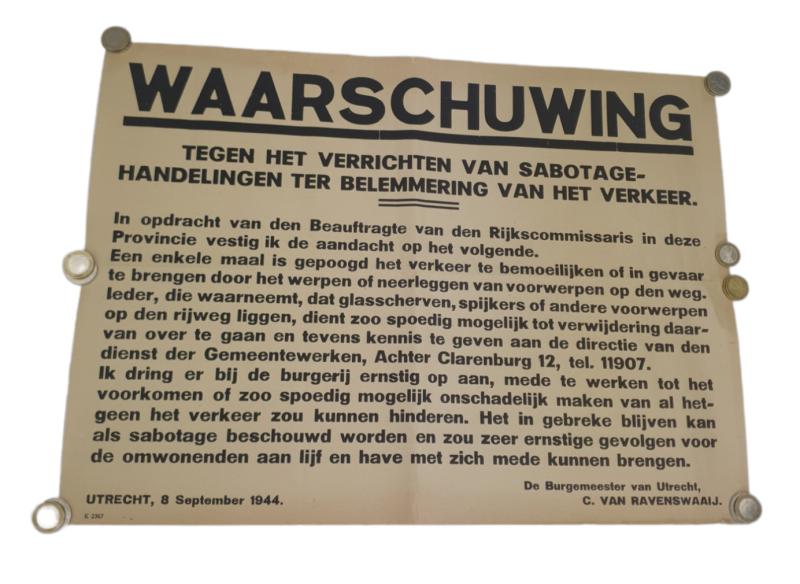 WAARSCHUWING
TEGEN HET VERRICHTEN VAN SABOTAGE-
HANDELINGEN TER BELEMMERING VAN HET VERKEER.
In opdracht van den Beauftragte van den Rijkscommissaris in deze
Provincie vestig ik de aandacht op het volgende.
Een enkele maal is gepoogd het verkeer te bemoeilijken of in gevaar
te brengen door het werpen of neerleggen van voorwerpen op den weg.
Ieder, die waarneemt, dat glasscherven, spijkers of andere voorwerpen
op den rijweg liggen, dient zoo spoedig mogelijk tot verwijdering daar-
van over te gaan en tevens kennis te geven aan de directie van den
dienst der Gemeentewerken, Achter Clarenburg 12, tel. 11907.
Ik dring er bij de burgerij ernstig op aan, mede te werken tot het
voorkomen of zoo spoedig mogelijk onschadelijk maken van al het-
geen het verkeer zou kunnen hinderen. Het in gebreke blijven kan
als sabotage beschouwd worden en zou zeer ernstige gevolgen voor
de omwonenden aan lijf en have met zich mede kunnen brengen.
De Burgemeester van Utrecht,
UTRECHT, 8 September 1944. C. VAN RAVENSWAAIJ.
K 2367